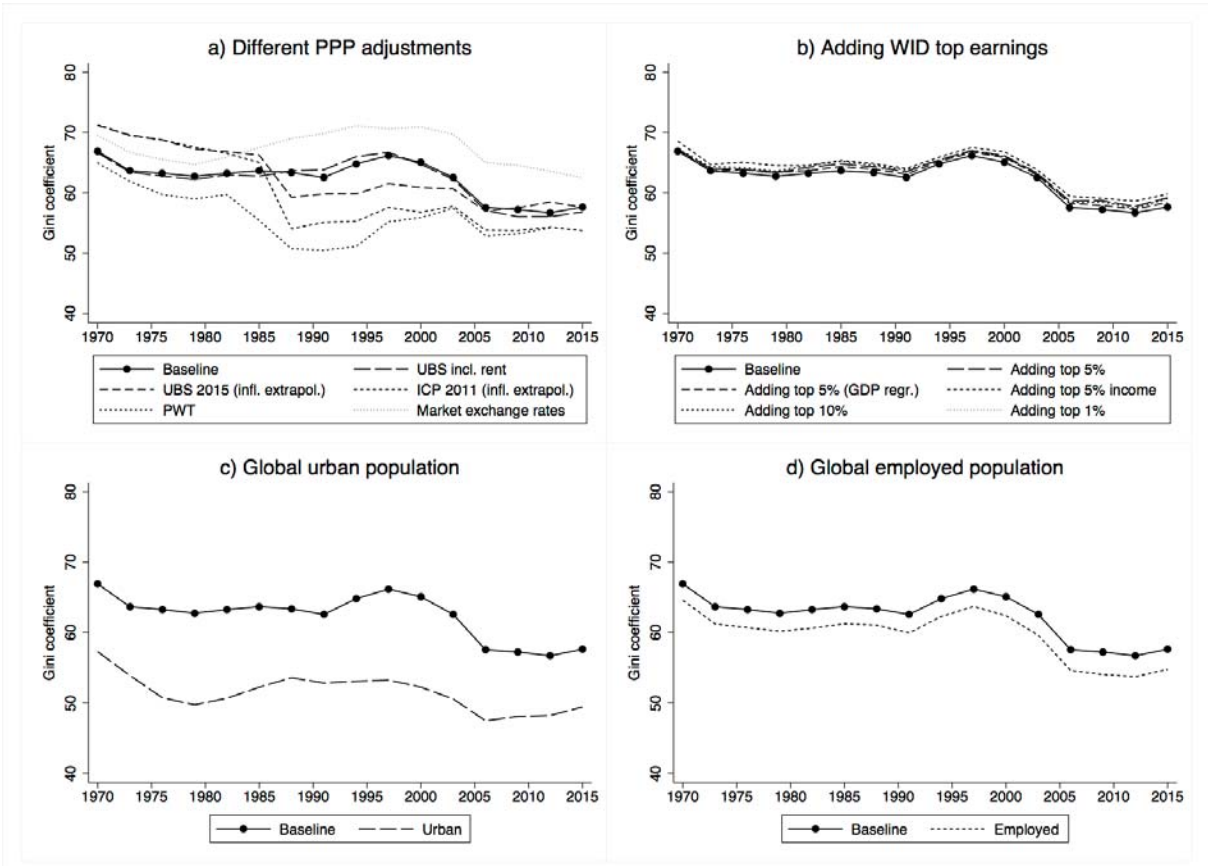 a) Different PPP adjustments
Gini coefficient
80
70
60
50
40
1970 1975 1980 1985 1990 1995 2000 2005 2010 2015
Baseline UBS incl. rent
UBS 2015 (infl. extrapol.) ICP 2011 (infl. extrapol.)
PWT Market exchange rates
b) Adding WID top earnings
Gini coefficient
80
70
60
50
40
1970 1975 1980 1985 1990 1995 2000 2005 2010 2015
Baseline Adding top 5%
Adding top 5% (GDP regr.) Adding top 5% income
Adding top 10% Adding top 1%
c) Global urban population
Gini coefficient
80
70
60
50
40
1970 1975 1980 1985 1990 1995 2000 2005 2010 2015
Baseline Urban
d) Global employed population
Gini coefficient
80
70
60
50
40
1970 1975 1980 1985 1990 1995 2000 2005 2010 2015
Baseline Employed